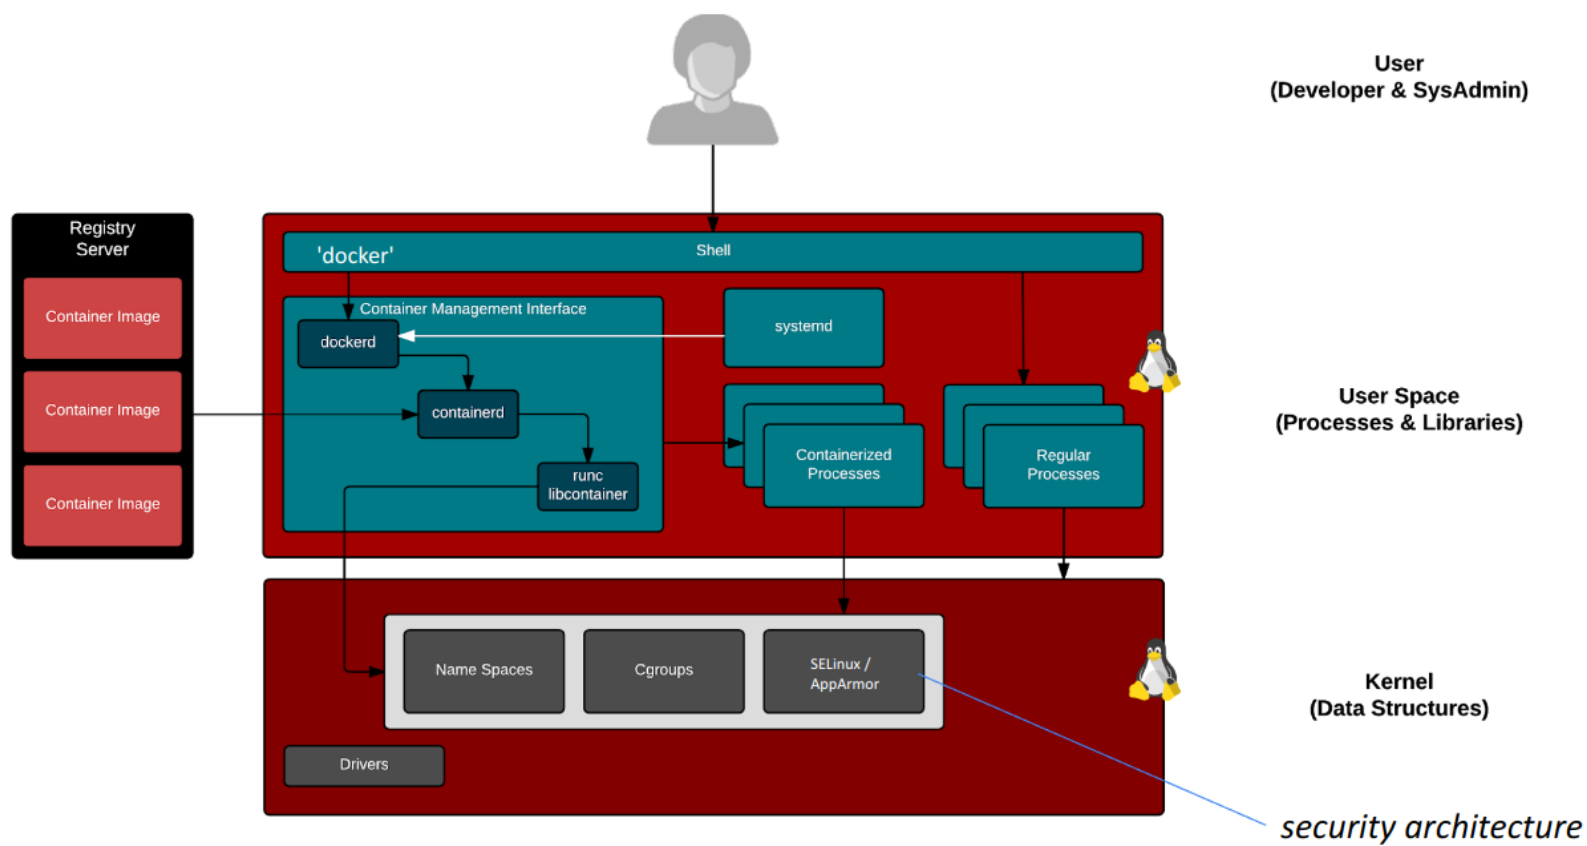 User
(Developer & SysAdmin)
Registry
Server
Container Image
Container Image
Container Image
'docker'
Shell
Container Management Interface
dockerd
systemd
containerd
runc
libcontainer
Containerized
Processes
Regular
Processes
User Space
(Processes & Libraries)
Name Spaces
Cgroups
SELinux /
AppArmor
Drivers
Kernel
(Data Structures)
security architecture